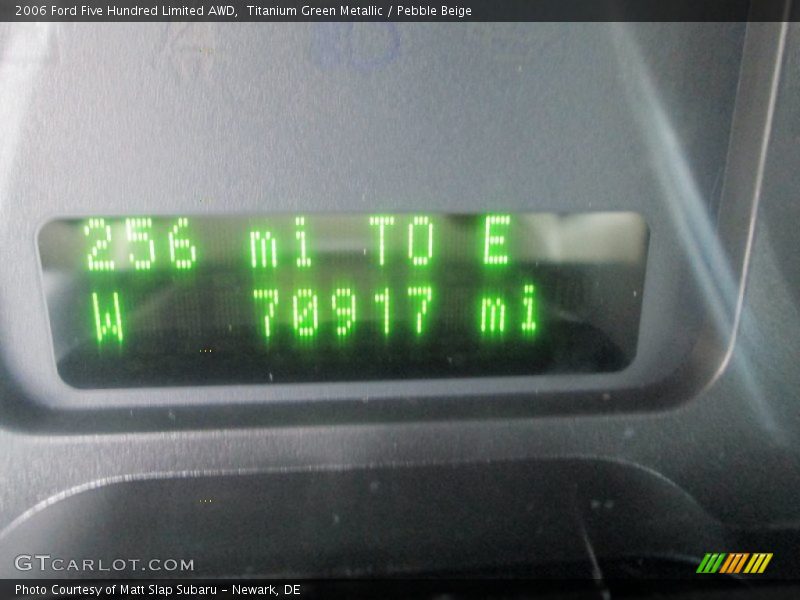 2006 Ford Five Hundred Limited AWD,  Titanium Green Metallic / Pebble Beige
256 mi TO E
W 70917 mi
GTCARLOT.COM
Photo Courtesy of Matt Slap Subaru - Newark, DE